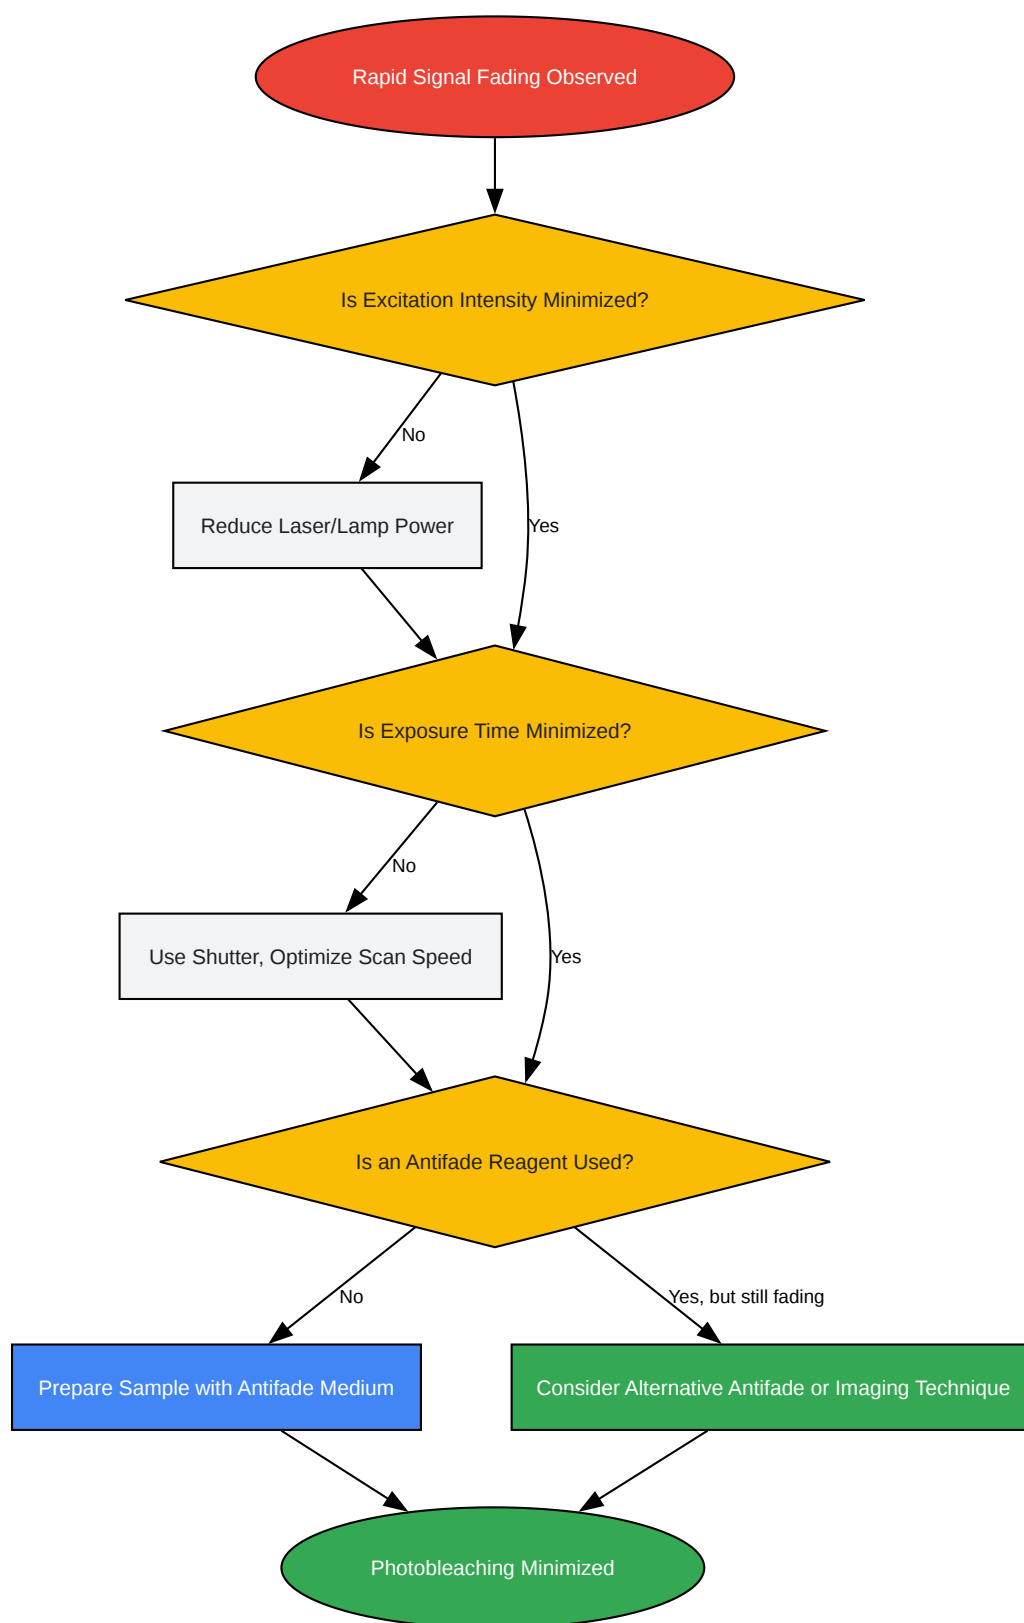 Rapid Signal Fading Observed
Is Excitation Intensity Minimized?
No
Reduce Laser/Lamp Power
Yes
Is Exposure Time Minimized?
No
Use Shutter, Optimize Scan Speed
Yes
Is an Antifade Reagent Used?
No
Yes, but still fading
Prepare Sample with Antifade Medium
Consider Alternative Antifade or Imaging Technique
Photobleaching Minimized